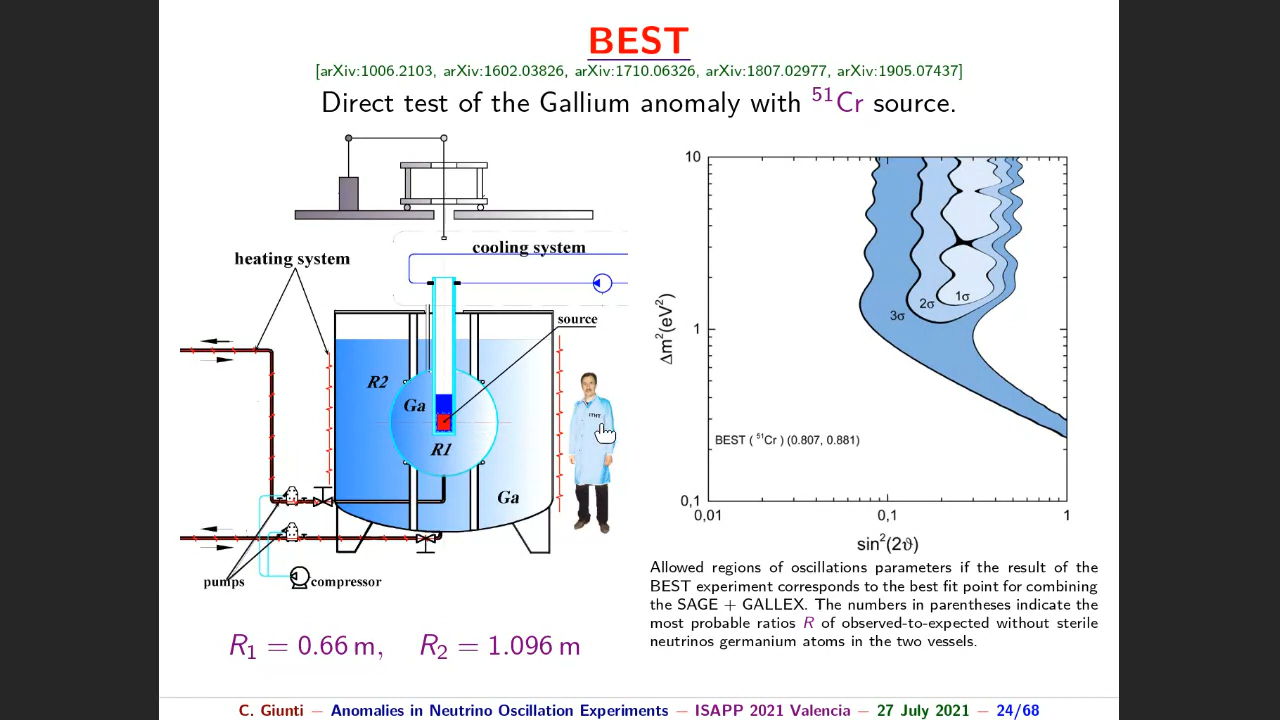 BEST
[arXiv:1006.2103, arXiv:1602.03826, arXiv:1710.06326, arXiv:1807.02977, arXiv:1905.07437]
Direct test of the Gallium anomaly with ⁵¹Cr source.
cooling system
heating system
source
R2
Ga
R1
Ga
pumps
compressor
R₁ = 0.66 m, R₂ = 1.096 m
10
1
0,1
Δm²(eV²)
3σ
2σ
1σ
BEST ( ⁵¹Cr ) (0.807, 0.881)
0,01
0,1
1
sin²(2ϑ)
Allowed regions of oscillations parameters if the result of the
BEST experiment corresponds to the best fit point for combining
the SAGE + GALLEX. The numbers in parentheses indicate the
most probable ratios R of observed-to-expected without sterile
neutrinos germanium atoms in the two vessels.
C. Giunti − Anomalies in Neutrino Oscillation Experiments − ISAPP 2021 Valencia − 27 July 2021 − 24/68